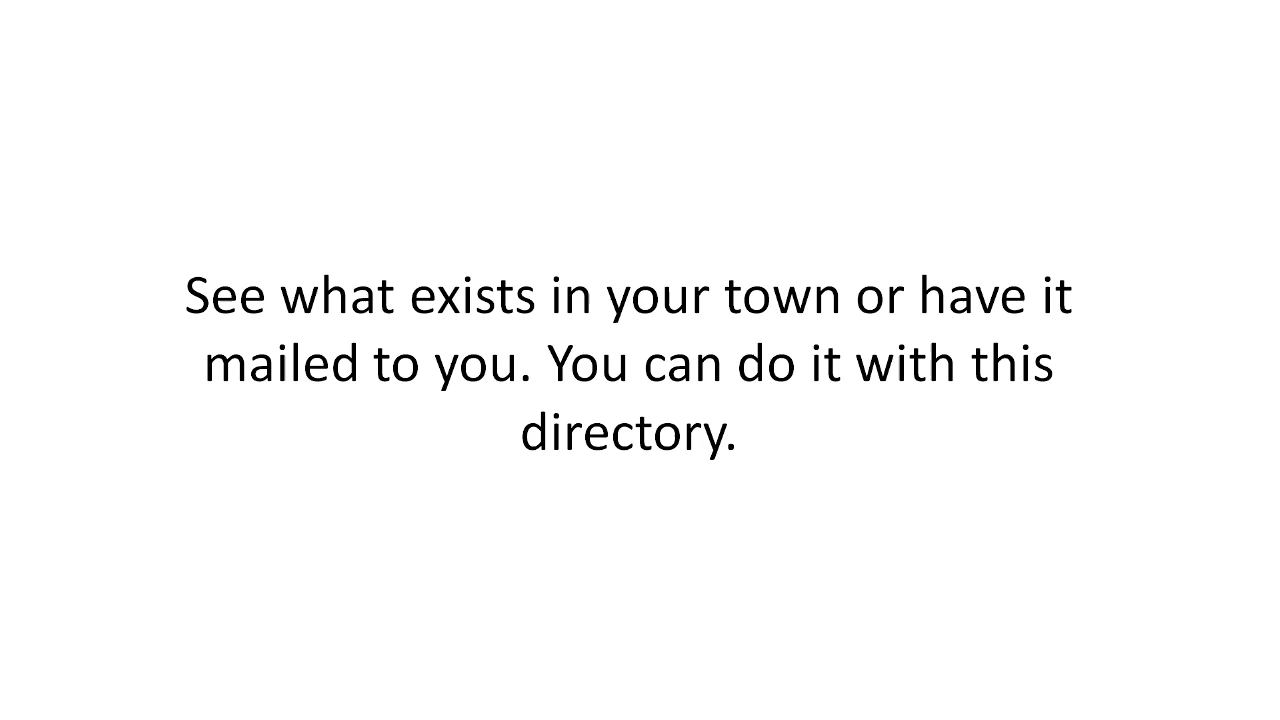 See what exists in your town or have it
mailed to you. You can do it with this
directory.